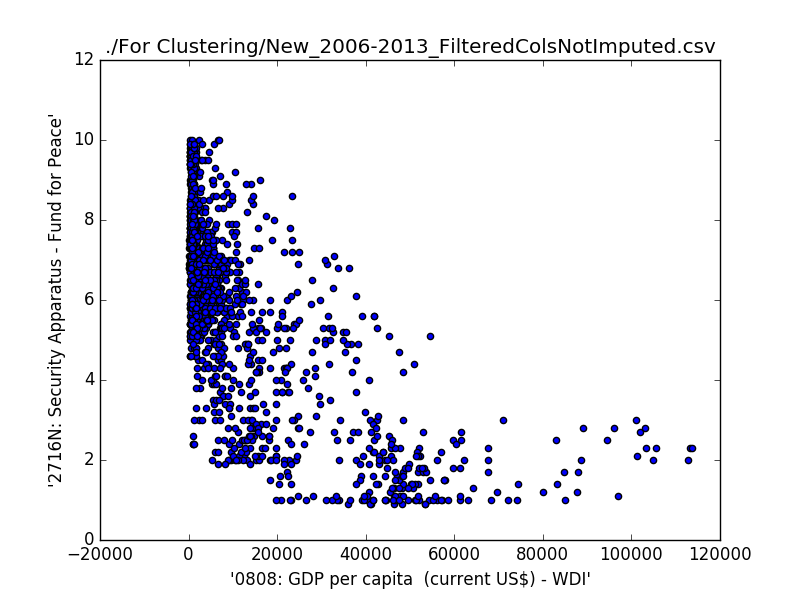 ./For Clustering/New_2006-2013_FilteredColsNotImputed.csv
12
10
8
6
4
2
0
'2716N: Security Apparatus - Fund for Peace'
−20000 0 20000 40000 60000 80000 100000 120000
'0808: GDP per capita  (current US$) - WDI'